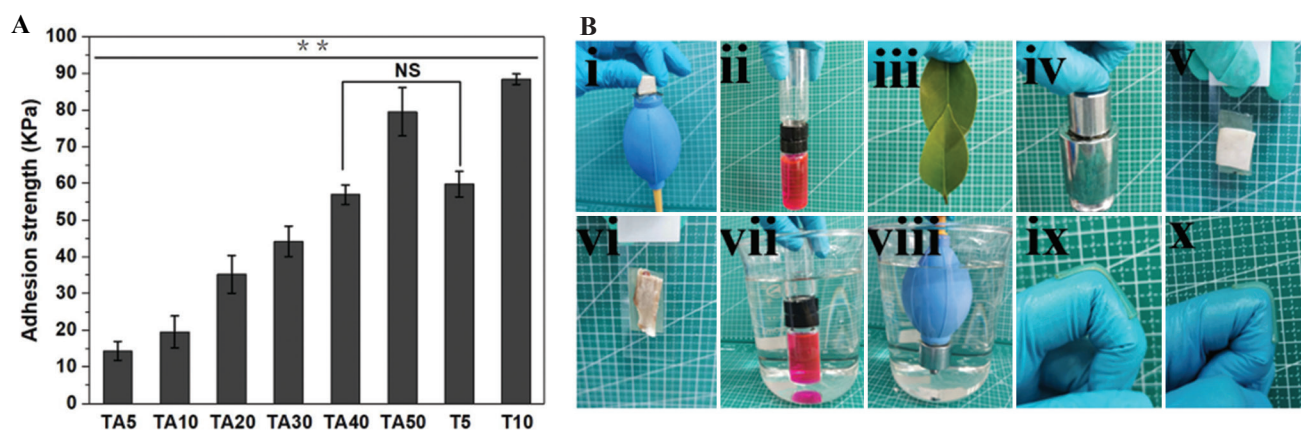 A
Adhesion strength (KPa)
100
90
80
70
60
50
40
30
20
10
0
**
NS
TA5 TA10 TA20 TA30 TA40 TA50 T5 T10
B
i ii iii iv v
vi vii viii ix x